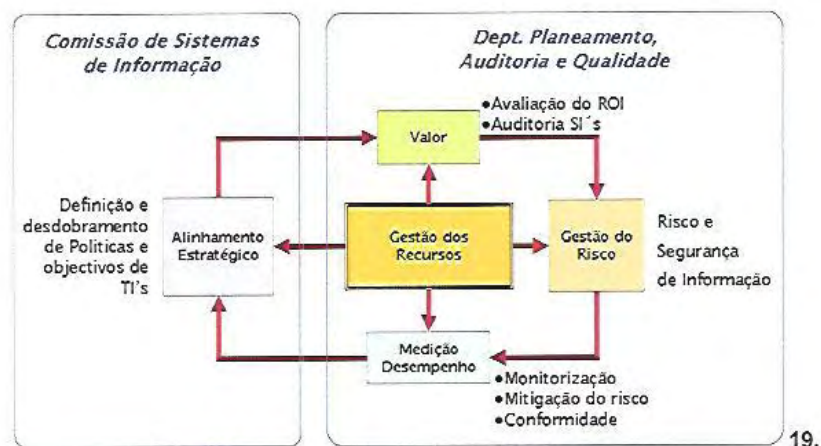 Comissão de Sistemas
de Informação
Dept. Planeamento,
Auditoria e Qualidade
•Avaliação do ROI
•Auditoria SI´s
Valor
Definição e
desdobramento
de Politicas e
objectivos de
TI's
Alinhamento
Estratégico
Gestão dos
Recursos
Gestão do
Risco
Risco e
Segurança
de Informação
Medição
Desempenho
•Monitorização
•Mitigação do risco
•Conformidade
19.